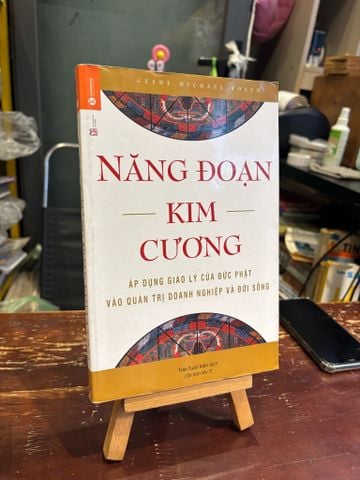 GESHE MICHAEL ROACH
NĂNG ĐOẠN
KIM
CƯƠNG
ÁP DỤNG GIÁO LÝ CỦA ĐỨC PHẬT
VÀO QUẢN TRỊ DOANH NGHIỆP VÀ ĐỜI SỐNG